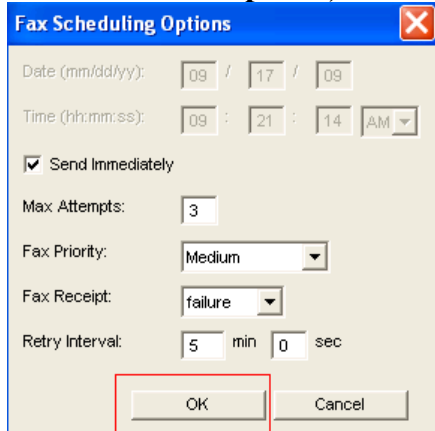 Fax Scheduling Options
Date (mm/dd/yy): 09 / 17 / 09
Time (hh:mm:ss): 09 : 21 : 14 AM
Send Immediately
Max Attempts: 3
Fax Priority: Medium
Fax Receipt: failure
Retry Interval: 5 min 0 sec
OK Cancel